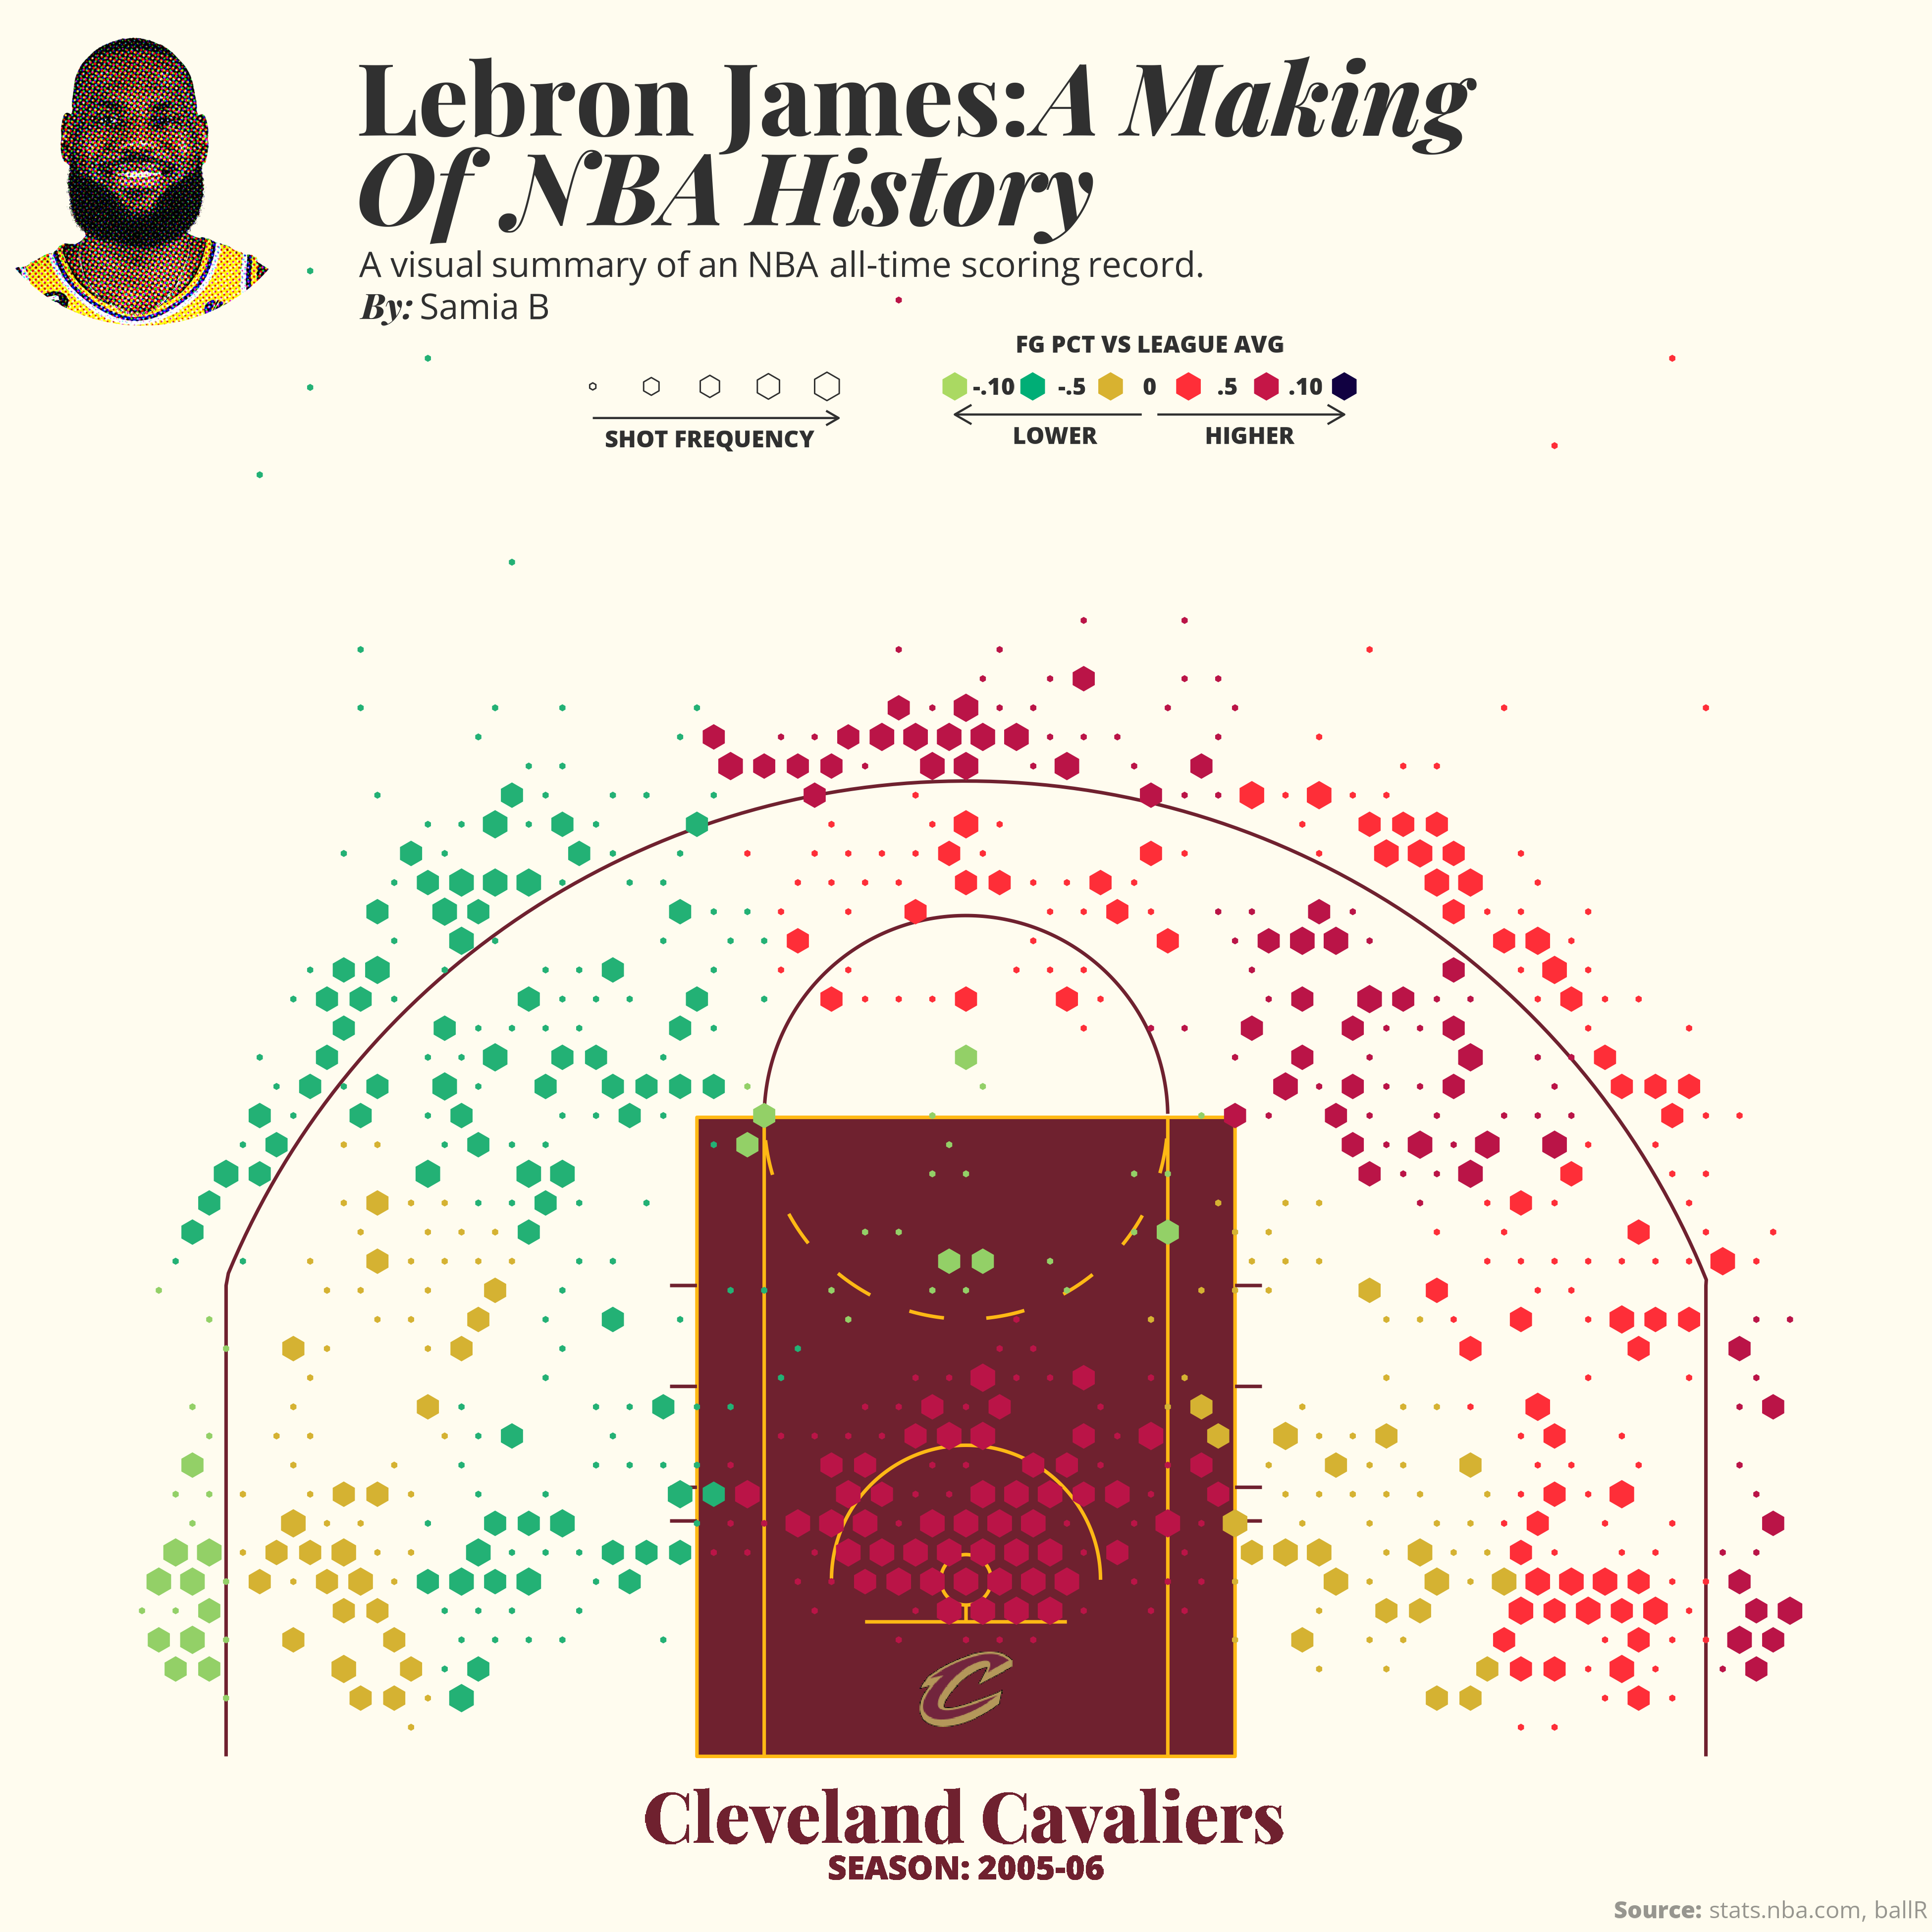 Lebron James:A Making
Of NBA History
A visual summary of an NBA all-time scoring record.
By: Samia B
FG PCT VS LEAGUE AVG
-.10 -.5 0 .5 .10
LOWER HIGHER
SHOT FREQUENCY
C
Cleveland Cavaliers
SEASON: 2005-06
Source: stats.nba.com, ballR